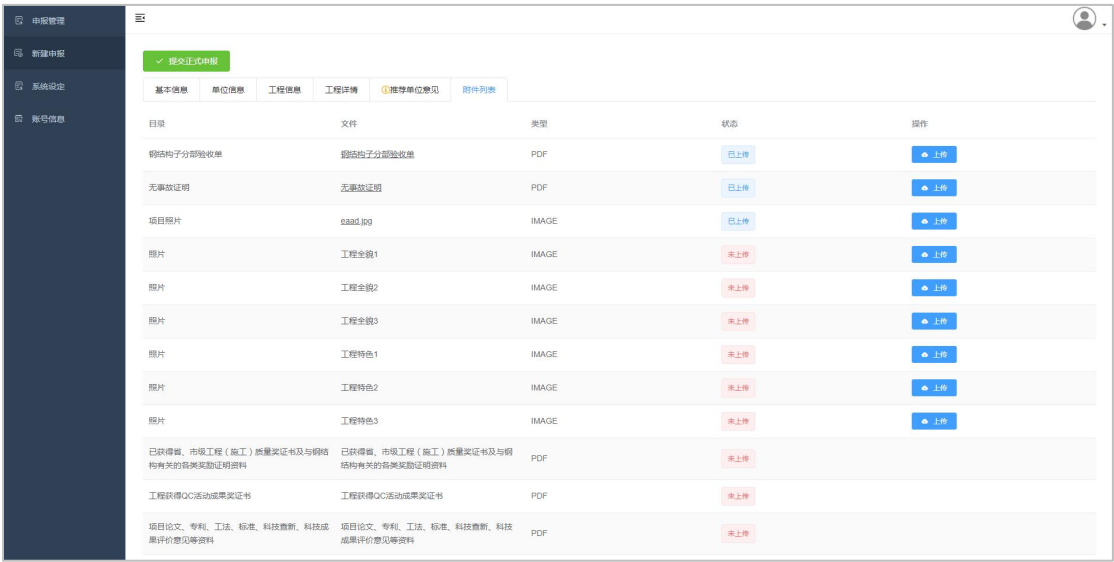 申报管理
新建申报
系统设定
账号信息
提交正式申报
基本信息 单位信息 工程信息 工程详情 推荐单位意见 附件列表
目录 文件 类型 状态 操作
钢结构子分部验收单 钢结构子分部验收单 PDF 已上传 上传
无事故证明 无事故证明 PDF 已上传 上传
项目照片 eaad.jpg IMAGE 已上传 上传
照片 工程全貌1 IMAGE 未上传 上传
照片 工程全貌2 IMAGE 未上传 上传
照片 工程全貌3 IMAGE 未上传 上传
照片 工程特色1 IMAGE 未上传 上传
照片 工程特色2 IMAGE 未上传 上传
照片 工程特色3 IMAGE 未上传 上传
已获得省、市级工程（施工）质量奖证书及与钢结 已获得省、市级工程（施工）质量奖证书及与钢
构有关的各类奖励证明资料 结构有关的各类奖励证明资料 PDF 未上传
工程获得QC活动成果奖证书 工程获得QC活动成果奖证书 PDF 未上传
项目论文、专利、工法、标准、科技查新、科技成 项目论文、专利、工法、标准、科技查新、科技
果评价意见等资料 成果评价意见等资料 PDF 未上传